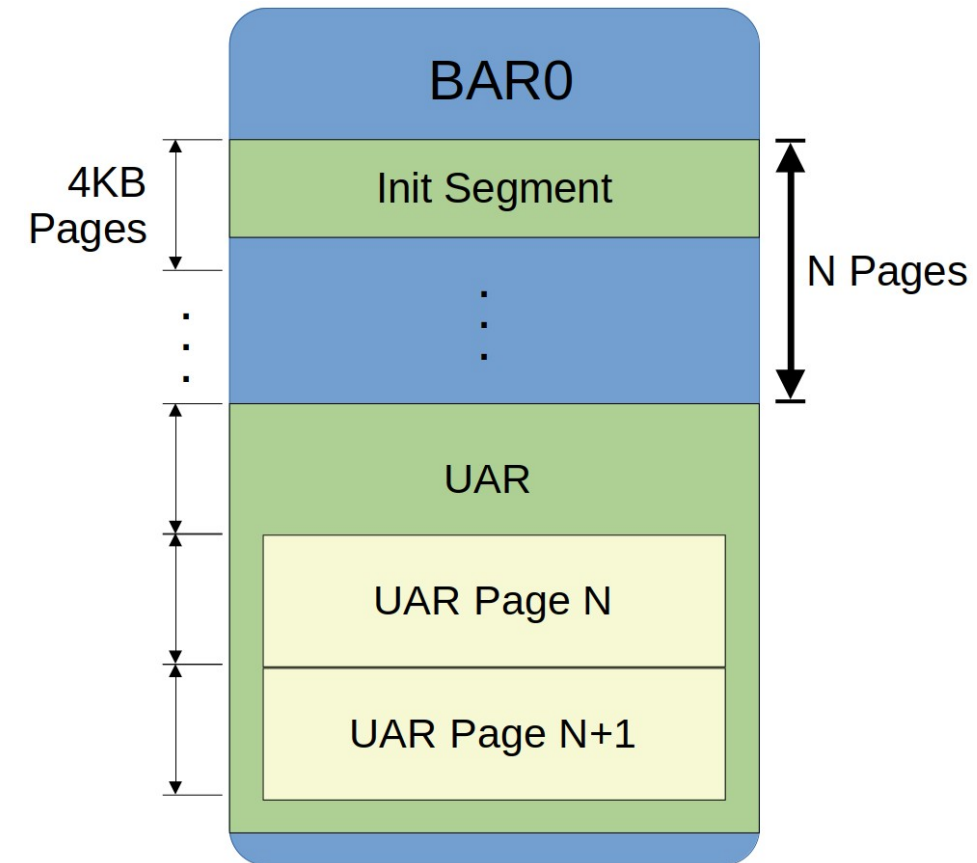 BAR0
4KB
Pages
Init Segment
N Pages
.
.
.
.
.
.
UAR
UAR Page N
UAR Page N+1